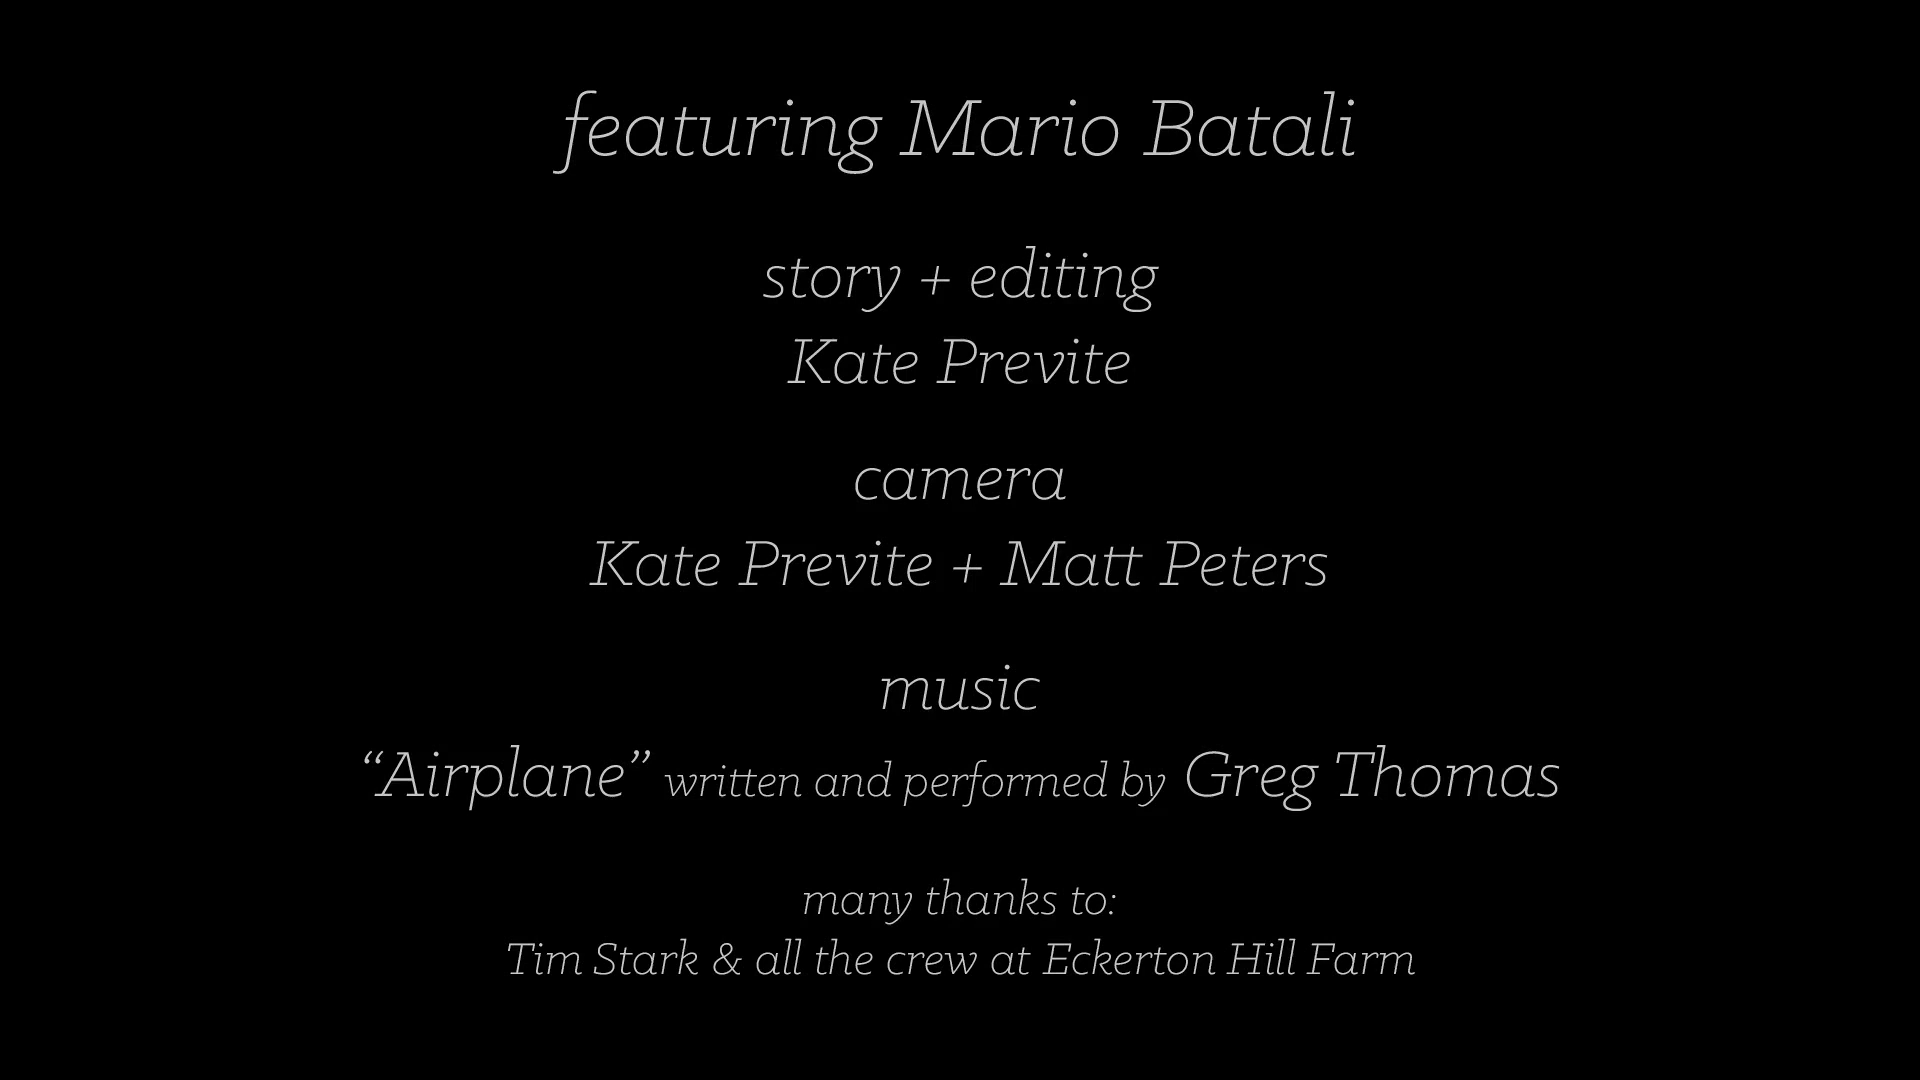 featuring Mario Batali
story + editing
Kate Previte
camera
Kate Previte + Matt Peters
music
“Airplane” written and performed by Greg Thomas
many thanks to:
Tim Stark & all the crew at Eckerton Hill Farm